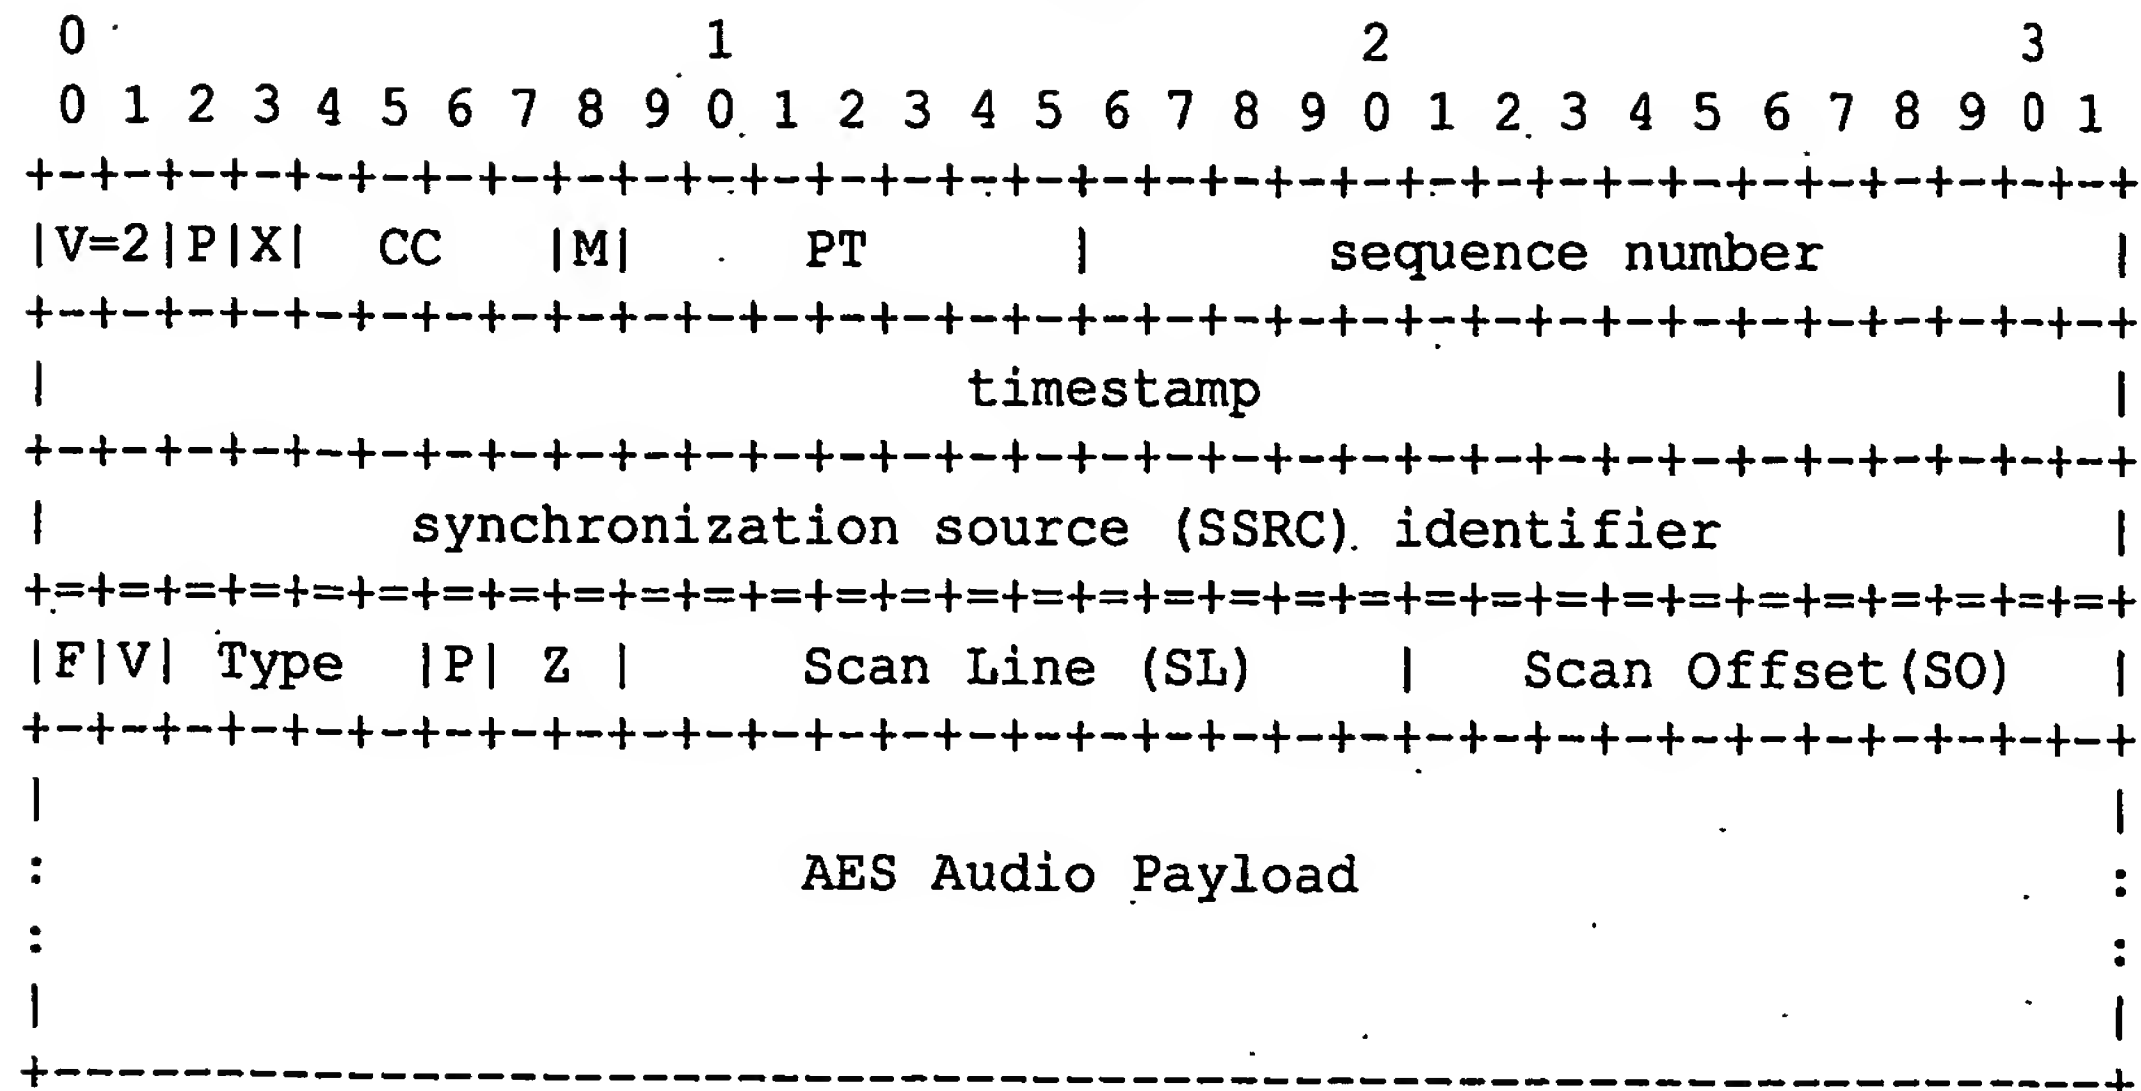 0                   1                   2                   3
 0 1 2 3 4 5 6 7 8 9 0 1 2 3 4 5 6 7 8 9 0 1 2 3 4 5 6 7 8 9 0 1
+-+-+-+-+-+-+-+-+-+-+-+-+-+-+-+-+-+-+-+-+-+-+-+-+-+-+-+-+-+-+-+-+
|V=2|P|X|  CC   |M|     PT      |       sequence number         |
+-+-+-+-+-+-+-+-+-+-+-+-+-+-+-+-+-+-+-+-+-+-+-+-+-+-+-+-+-+-+-+-+
|                           timestamp                           |
+-+-+-+-+-+-+-+-+-+-+-+-+-+-+-+-+-+-+-+-+-+-+-+-+-+-+-+-+-+-+-+-+
|           synchronization source (SSRC) identifier            |
+=+=+=+=+=+=+=+=+=+=+=+=+=+=+=+=+=+=+=+=+=+=+=+=+=+=+=+=+=+=+=+=+
|F|V| Type  |P| Z |     Scan Line (SL)    |   Scan Offset(SO)   |
+-+-+-+-+-+-+-+-+-+-+-+-+-+-+-+-+-+-+-+-+-+-+-+-+-+-+-+-+-+-+-+-+
|                                                               |
:                       AES Audio Payload                       :
:                                                               :
|                                                               |
+---------------------------------------------------------------+